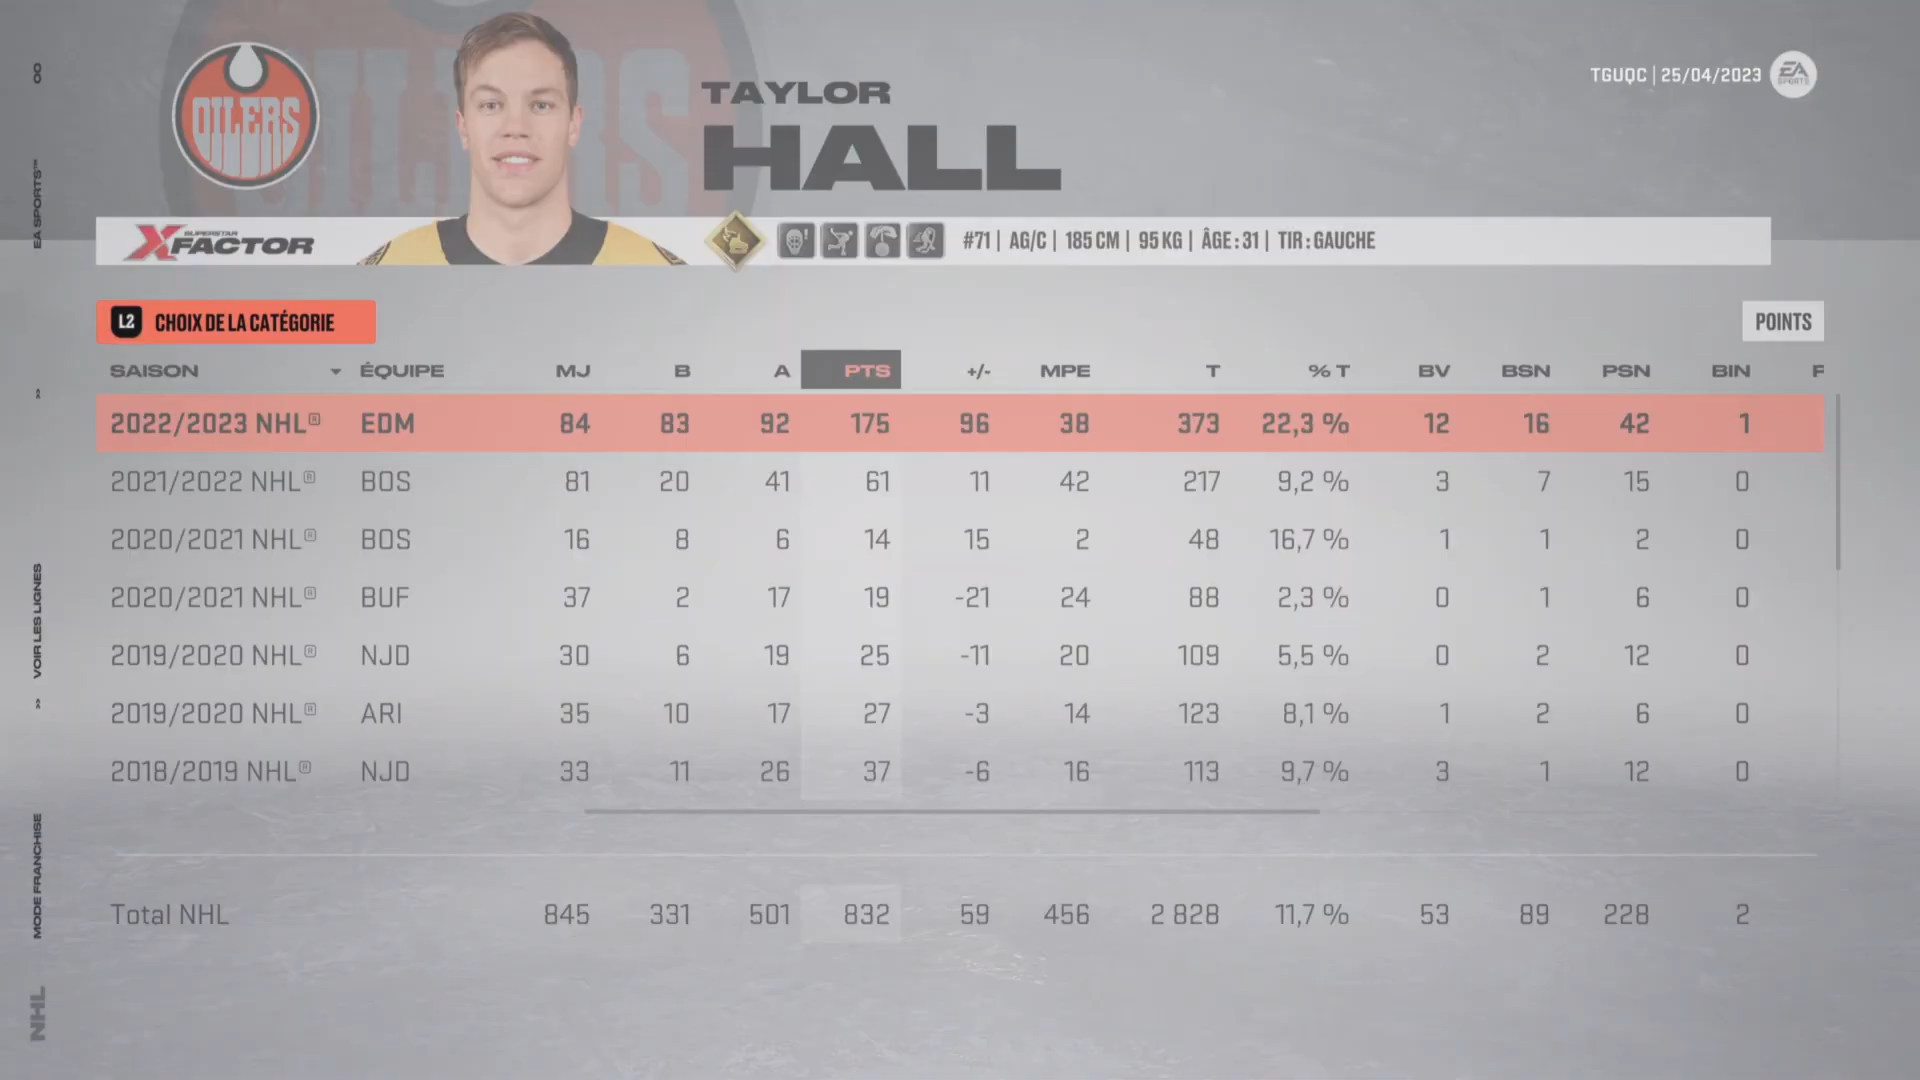 OILERS
TAYLOR
HALL
TGUQC | 25/04/2023
EA SPORTS
SUPERSTAR
X FACTOR
#71 | AG/C | 185 CM | 95 KG | ÂGE : 31 | TIR : GAUCHE
L2 CHOIX DE LA CATÉGORIE
POINTS
SAISON ÉQUIPE MJ B A PTS +/- MPE T % T BV BSN PSN BIN
2022/2023 NHL® EDM 84 83 92 175 96 38 373 22,3 % 12 16 42 1
2021/2022 NHL® BOS 81 20 41 61 11 42 217 9,2 % 3 7 15 0
2020/2021 NHL® BOS 16 8 6 14 15 2 48 16,7 % 1 1 2 0
2020/2021 NHL® BUF 37 2 17 19 -21 24 88 2,3 % 0 1 6 0
2019/2020 NHL® NJD 30 6 19 25 -11 20 109 5,5 % 0 2 12 0
2019/2020 NHL® ARI 35 10 17 27 -3 14 123 8,1 % 1 2 6 0
2018/2019 NHL® NJD 33 11 26 37 -6 16 113 9,7 % 3 1 12 0
Total NHL 845 331 501 832 59 456 2 828 11,7 % 53 89 228 2
NHL
MODE FRANCHISE
>> VOIR LES LIGNES
>>
EA SPORTS™